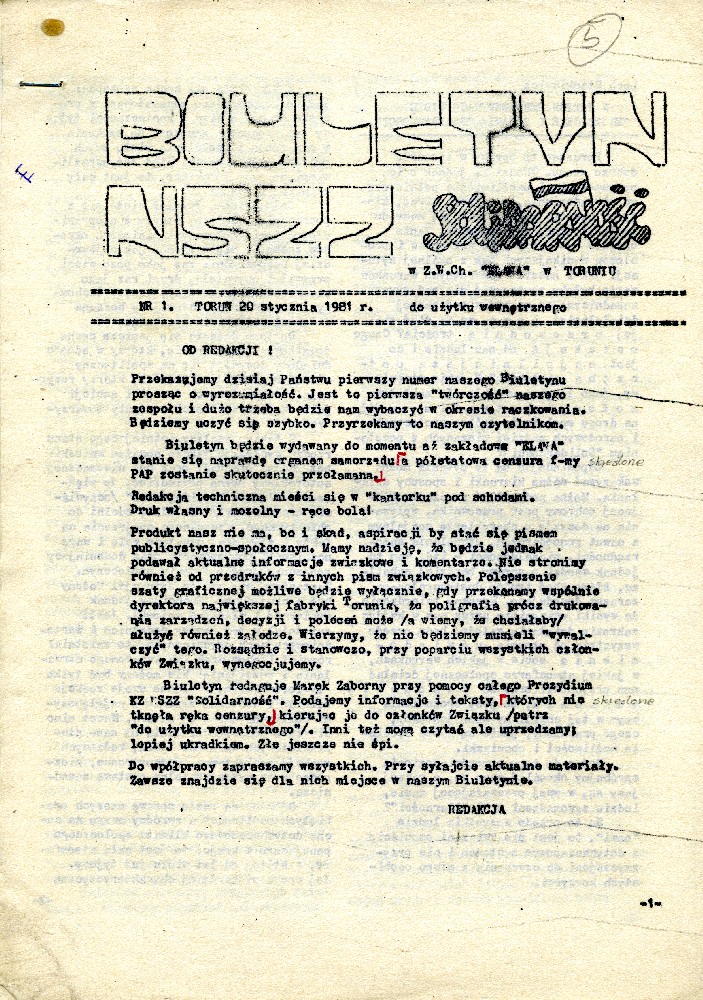 5
BIULETYN
NSZZ Solidarność
w Z.W.Ch. "ELANA" w TORUNIU
NR 1. TORUŃ 20 stycznia 1981 r. do użytku wewnętrznego
OD REDAKCJI !
Przekazujemy dzisiaj Państwu pierwszy numer naszego Biuletynu
prosząc o wyrozumiałość. Jest to pierwsza "twórczość" naszego
zespołu i dużo trzeba będzie nam wybaczyć w okresie raczkowania.
Będziemy uczyć się szybko. Przyrzekamy to naszym czytelnikom.
Biuletyn będzie wydawany do momentu aż zakładowa "ELANA"
stanie się naprawdę organem samorządu a półetatowa cenzura f-my skreślone
PAP zostanie skutecznie przełamana.
Redakcja techniczna mieści się w "kantorku" pod schodami.
Druk własny i mozolny - ręce bolą!
Produkt nasz nie ma, bo i skąd, aspiracji by stać się pismem
publicystyczno-społecznym. Mamy nadzieję, że będzie jednak
podawał aktualne informacje związkowe i komentarze. Nie stronimy
również od przedruków z innych pism związkowych. Polepszenie
szaty graficznej możliwe będzie wyłącznie, gdy przekonamy wspólnie
dyrektora największej fabryki Torunia, że poligrafia prócz drukowa-
nia zarządzeń, decyzji i poleceń może /a wiemy, że chciałaby/
służyć również załodze. Wierzymy, że nie będziemy musieli "wywal-
czyć" tego. Rozsądnie i stanowczo, przy poparciu wszystkich człon-
ków Związku, wynegocjujemy.
Biuletyn redaguje Marek Zaborny przy pomocy całego Prezydium
KZ NSZZ "Solidarność". Podajemy informacje i teksty, których nie skreślone
tknęła ręka cenzury, kierując je do członków Związku /patrz
"do użytku wewnętrznego"/. Inni też mogą czytać ale uprzedzamy;
lepiej ukradkiem. Złe jeszcze nie śpi.
Do wpółpracy zapraszamy wszystkich. Przy syłajcie aktualne materiały.
Zawsze znajdzie się dla nich miejsce w naszym Biuletynie.
REDAKCJA
-1-